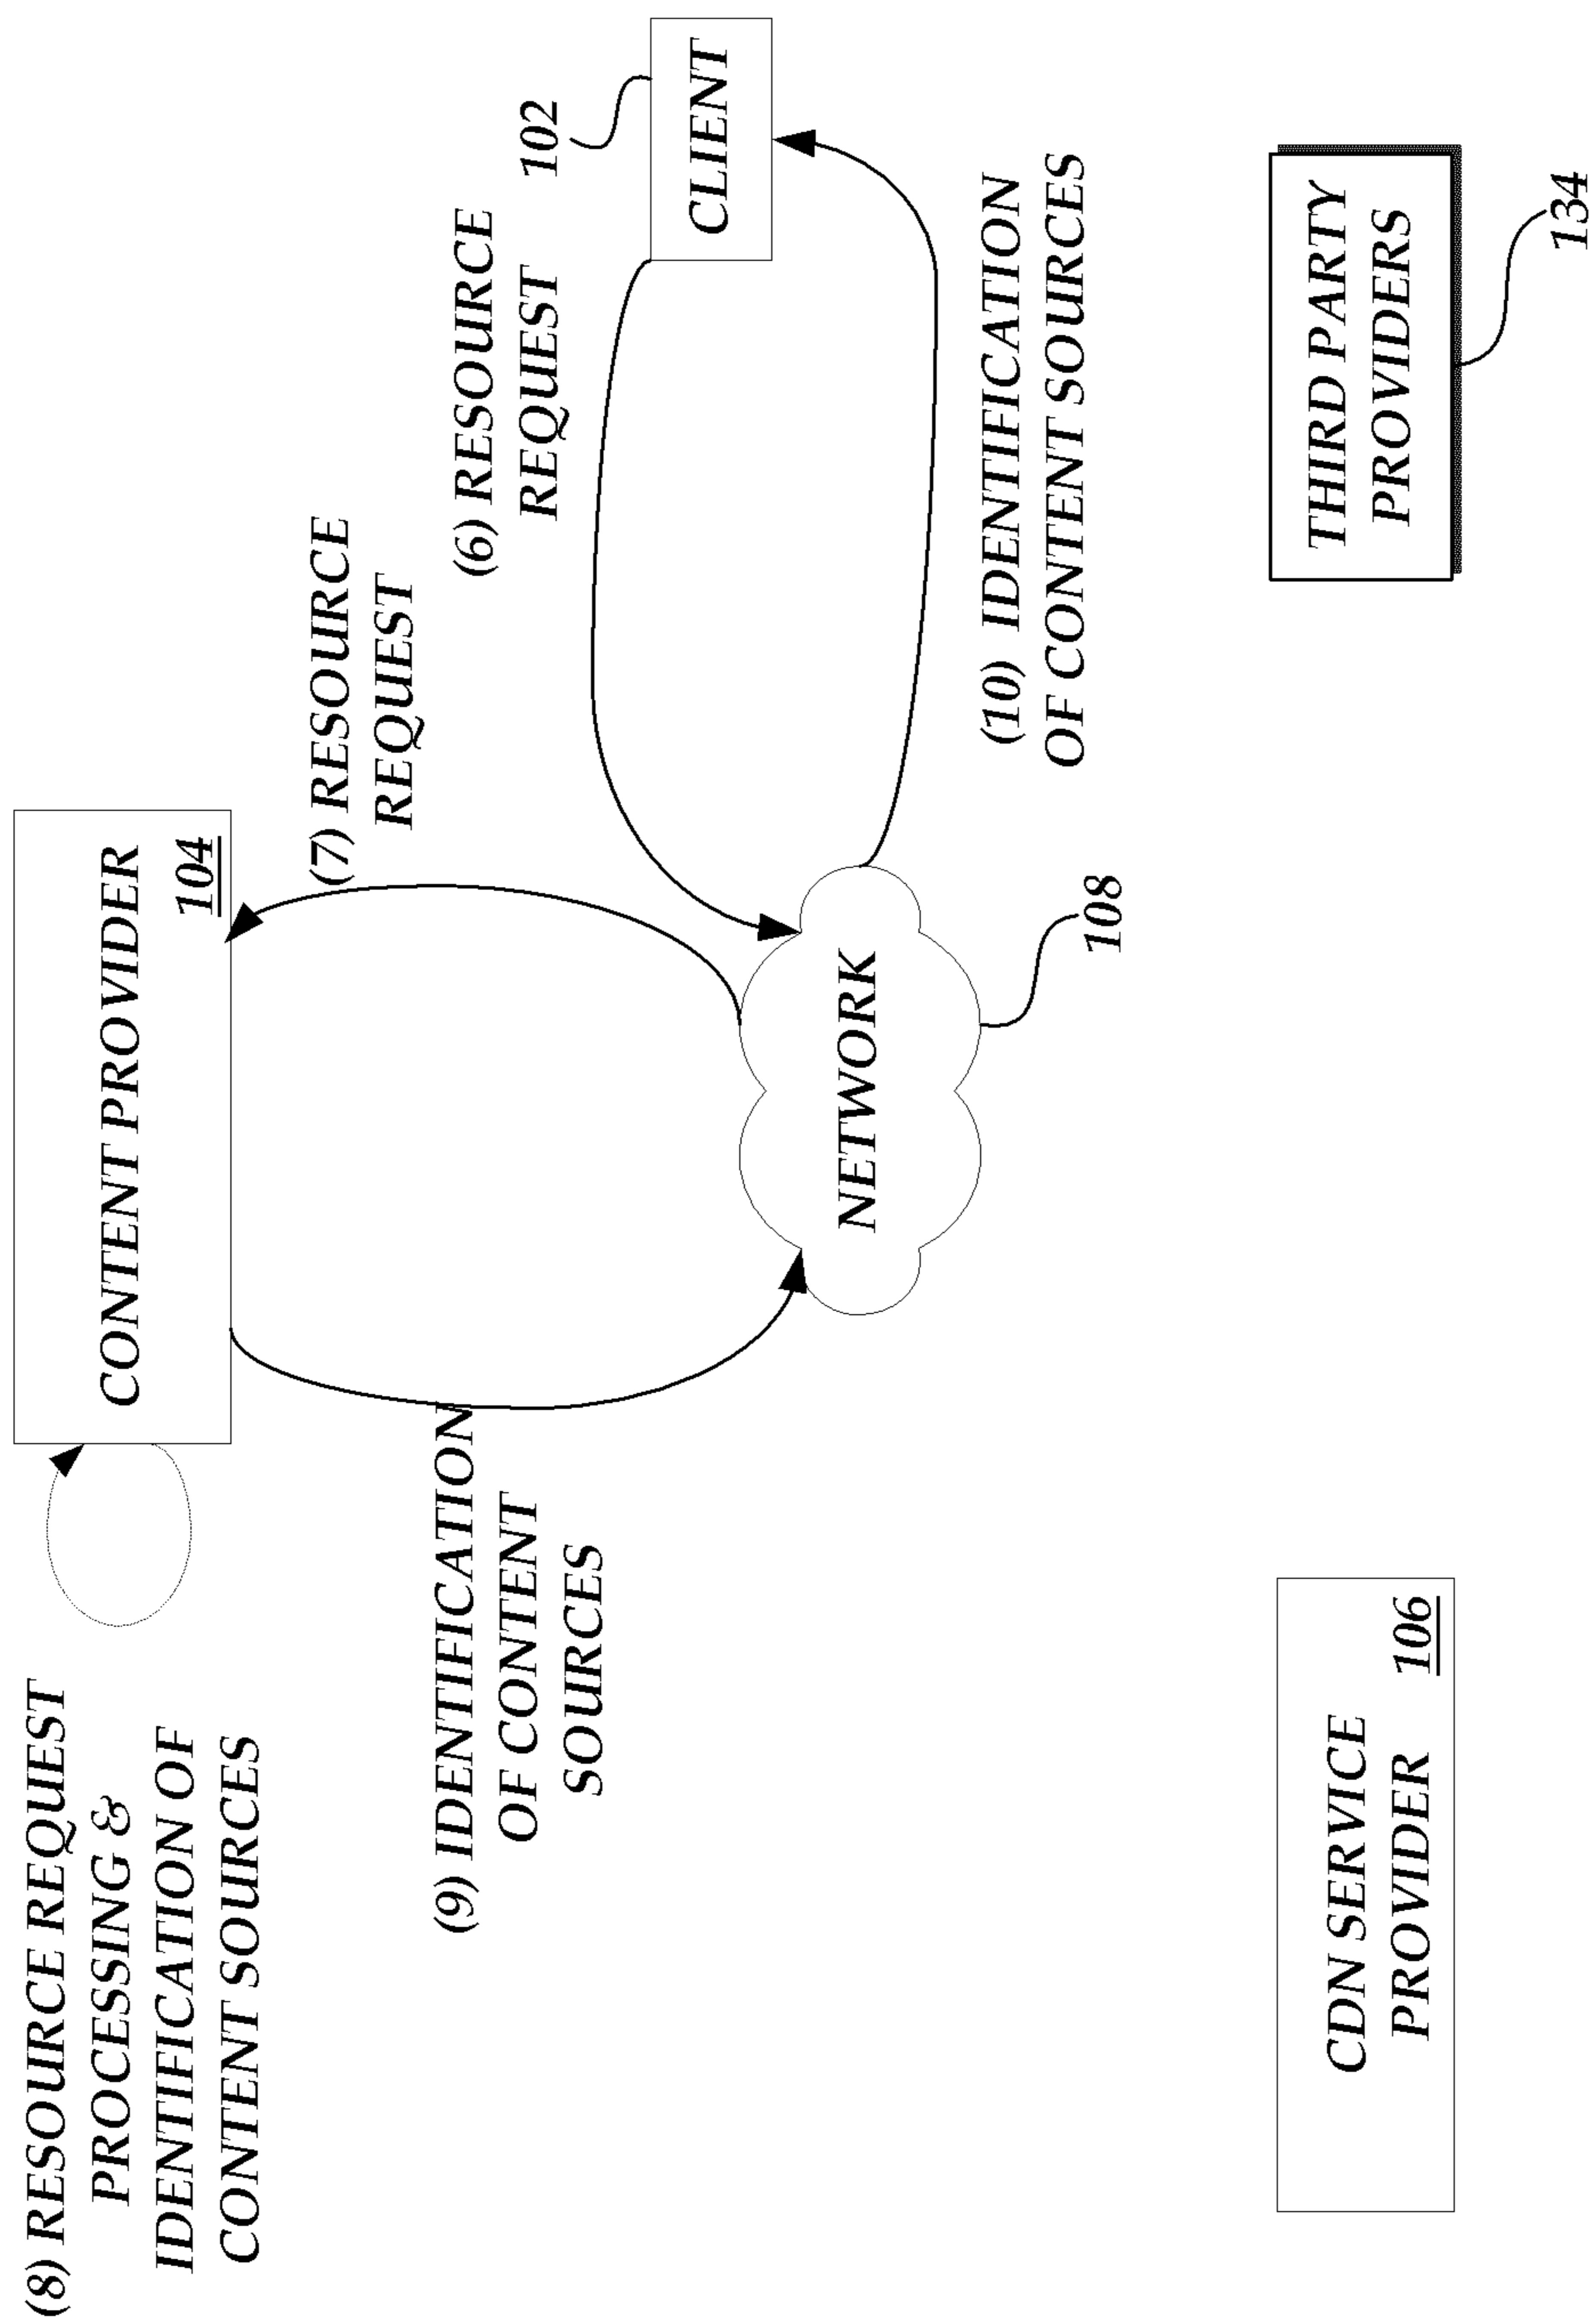 (8) RESOURCE REQUEST
PROCESSING &
IDENTIFICATION OF
CONTENT SOURCES
CONTENT PROVIDER
104
(7) RESOURCE
REQUEST
(9) IDENTIFICATION
OF CONTENT
SOURCES
(6) RESOURCE
REQUEST
102
CLIENT
NETWORK
108
(10) IDENTIFICATION
OF CONTENT SOURCES
CDN SERVICE
PROVIDER
106
THIRD PARTY
PROVIDERS
134